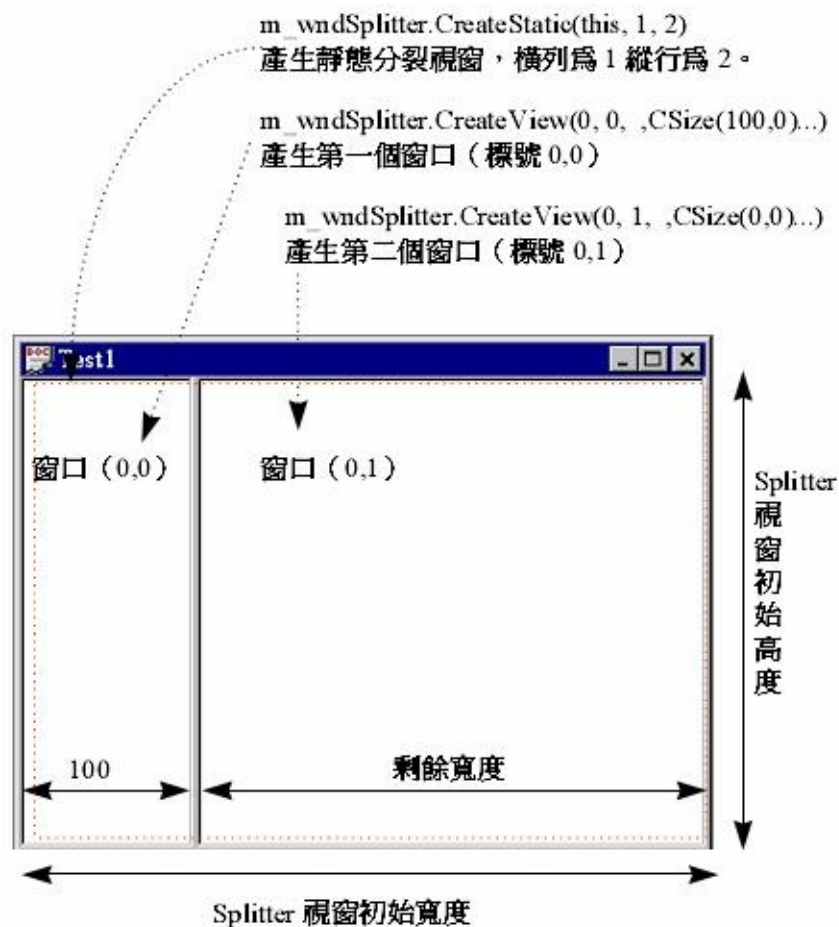 m_wndSplitter.CreateStatic(this, 1, 2)
產生靜態分裂視窗，橫列為 1 縱行為 2。
m_wndSplitter.CreateView(0, 0, ,CSize(100,0)...)
產生第一個窗口（標號 0,0）
m_wndSplitter.CreateView(0, 1, ,CSize(0,0)...)
產生第二個窗口（標號 0,1）
Test1
窗口（0,0）
窗口（0,1）
Splitter
視
窗
初
始
高
度
100
剩餘寬度
Splitter 視窗初始寬度